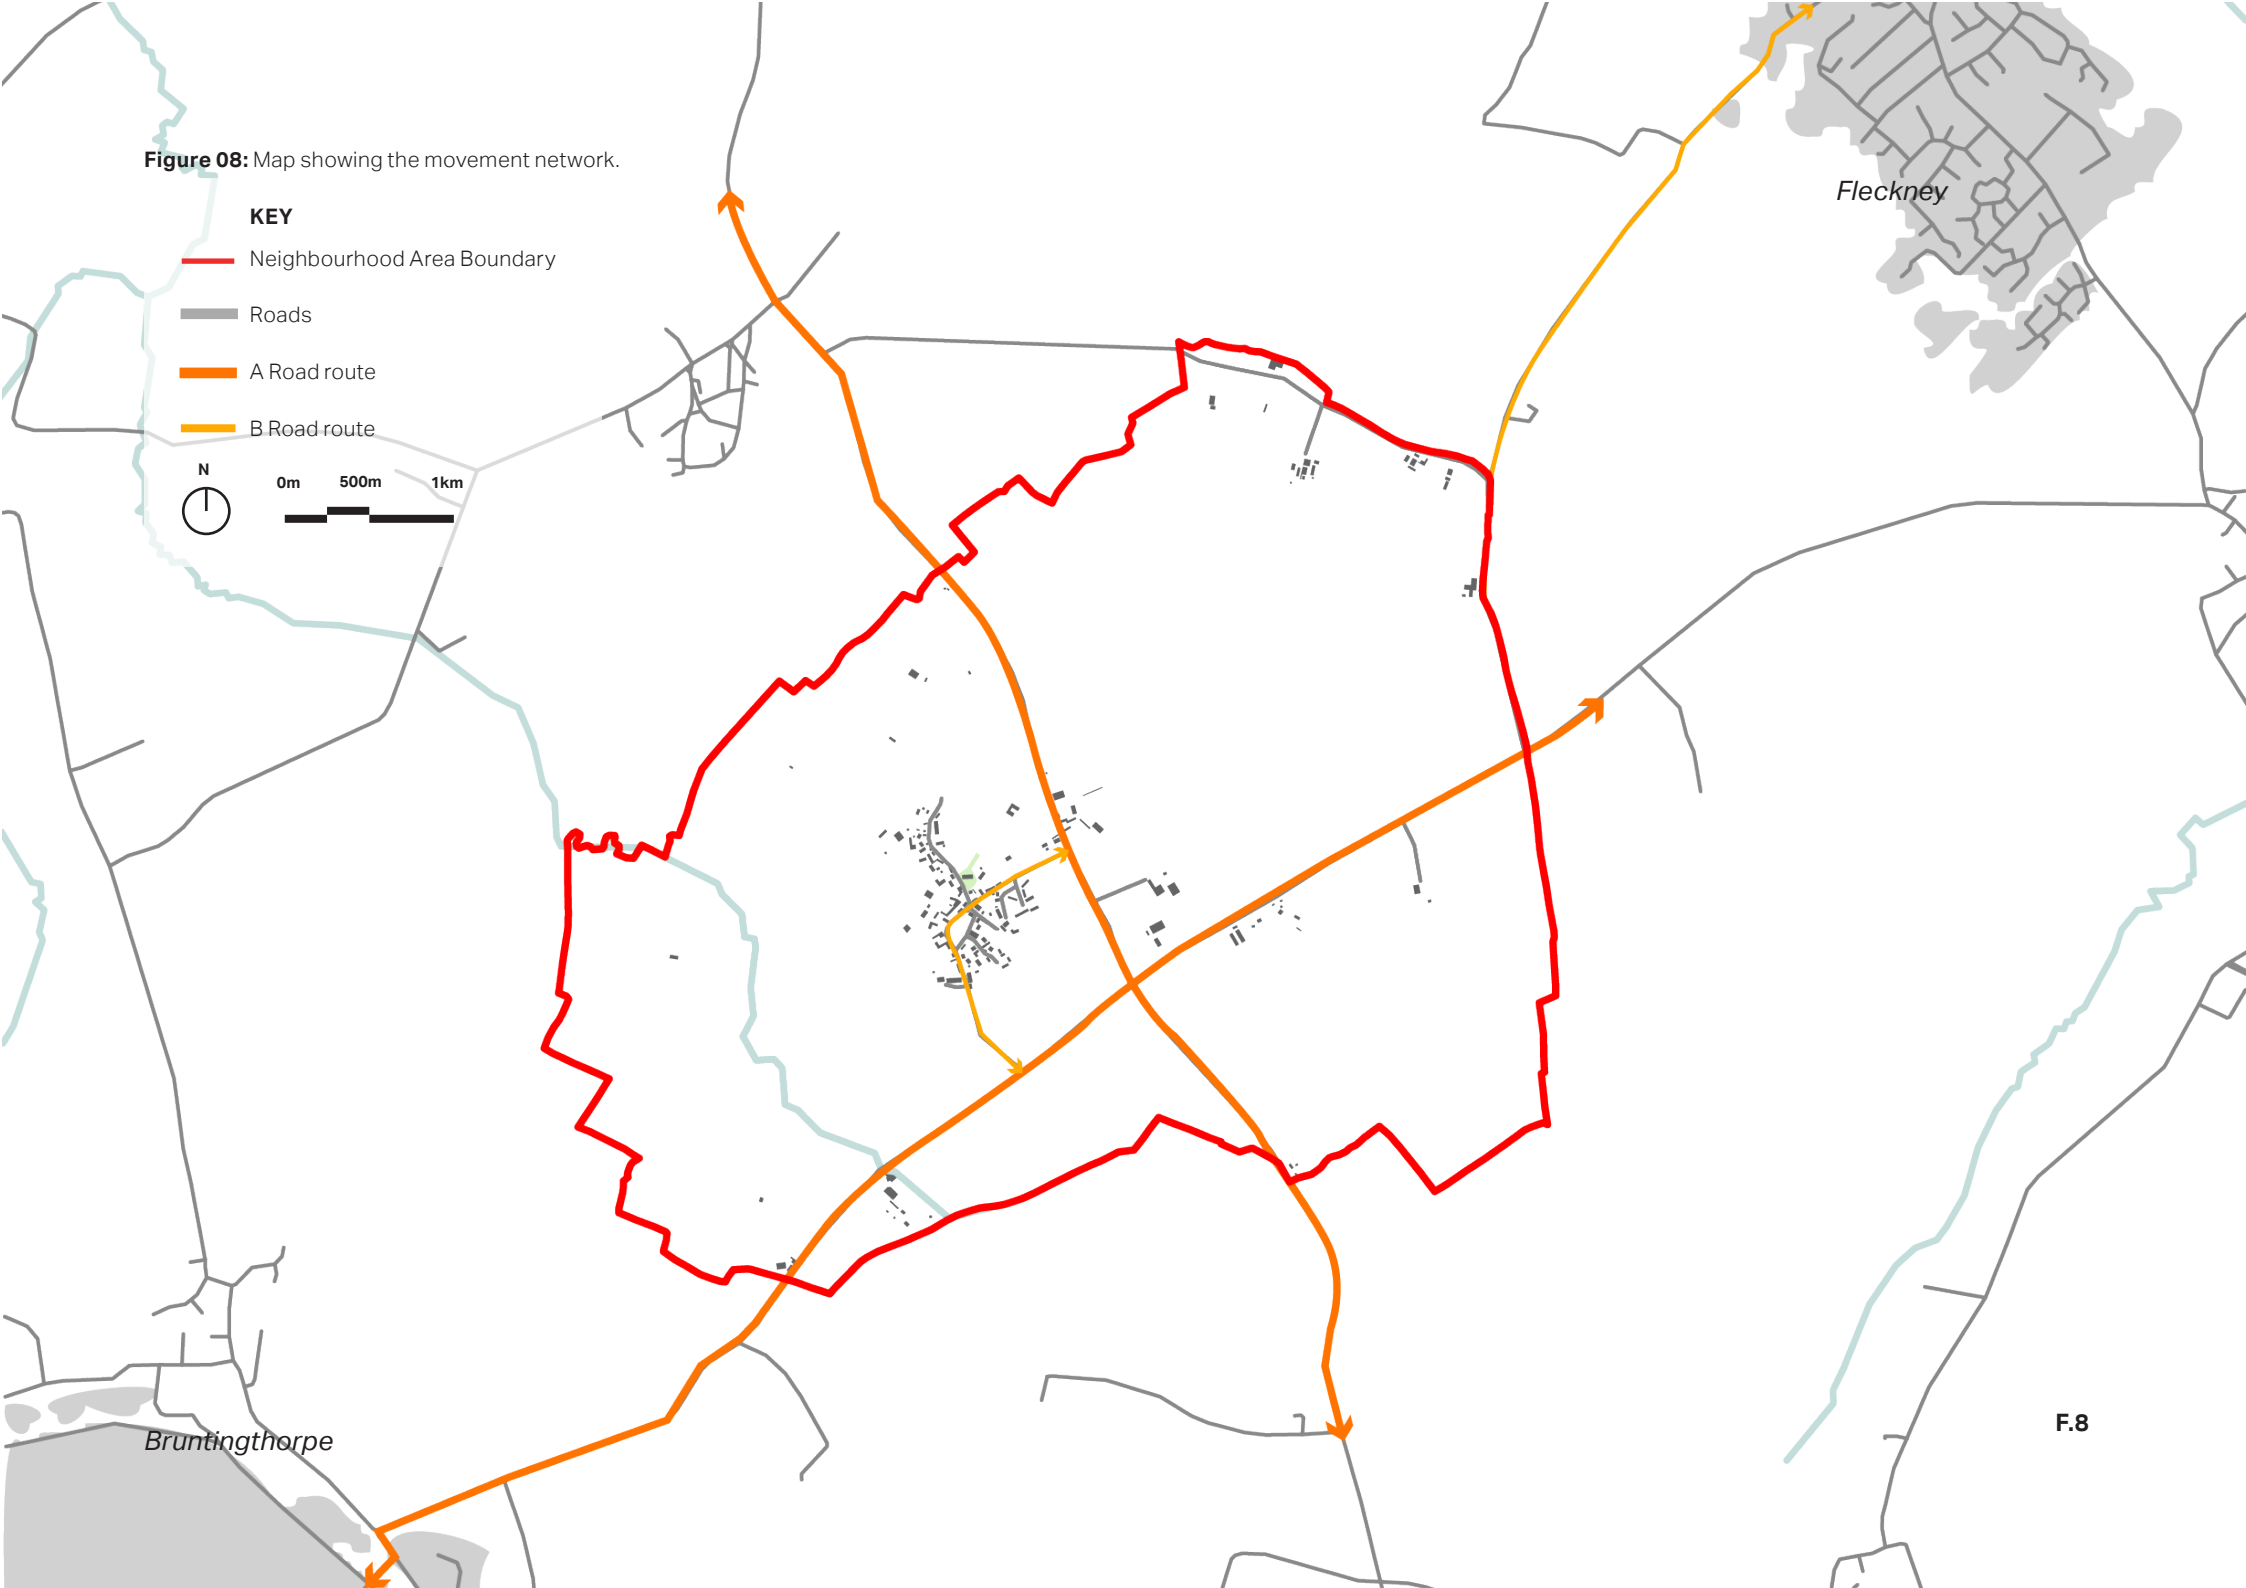 Figure 08: Map showing the movement network.
KEY
Neighbourhood Area Boundary
Roads
A Road route
B Road route
N
0m 500m 1km
Fleckney
Bruntingthorpe
F.8